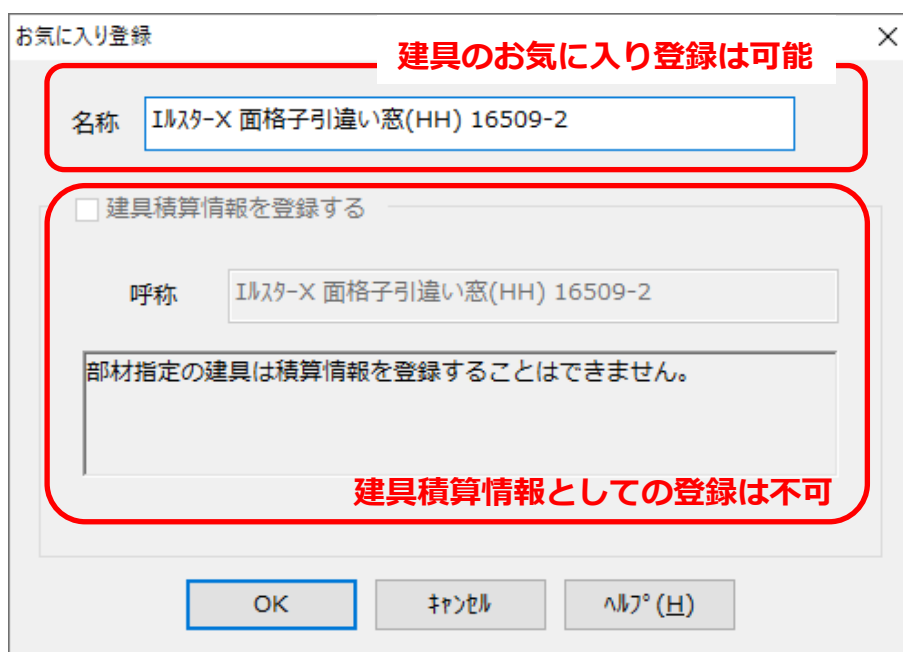 お気に入り登録
建具のお気に入り登録は可能
名称 ｴﾙｽﾀｰX 面格子引違い窓(HH) 16509-2
建具積算情報を登録する
呼称 ｴﾙｽﾀｰX 面格子引違い窓(HH) 16509-2
部材指定の建具は積算情報を登録することはできません。
建具積算情報としての登録は不可
OK ｷｬﾝｾﾙ ﾍﾙﾌﾟ(H)